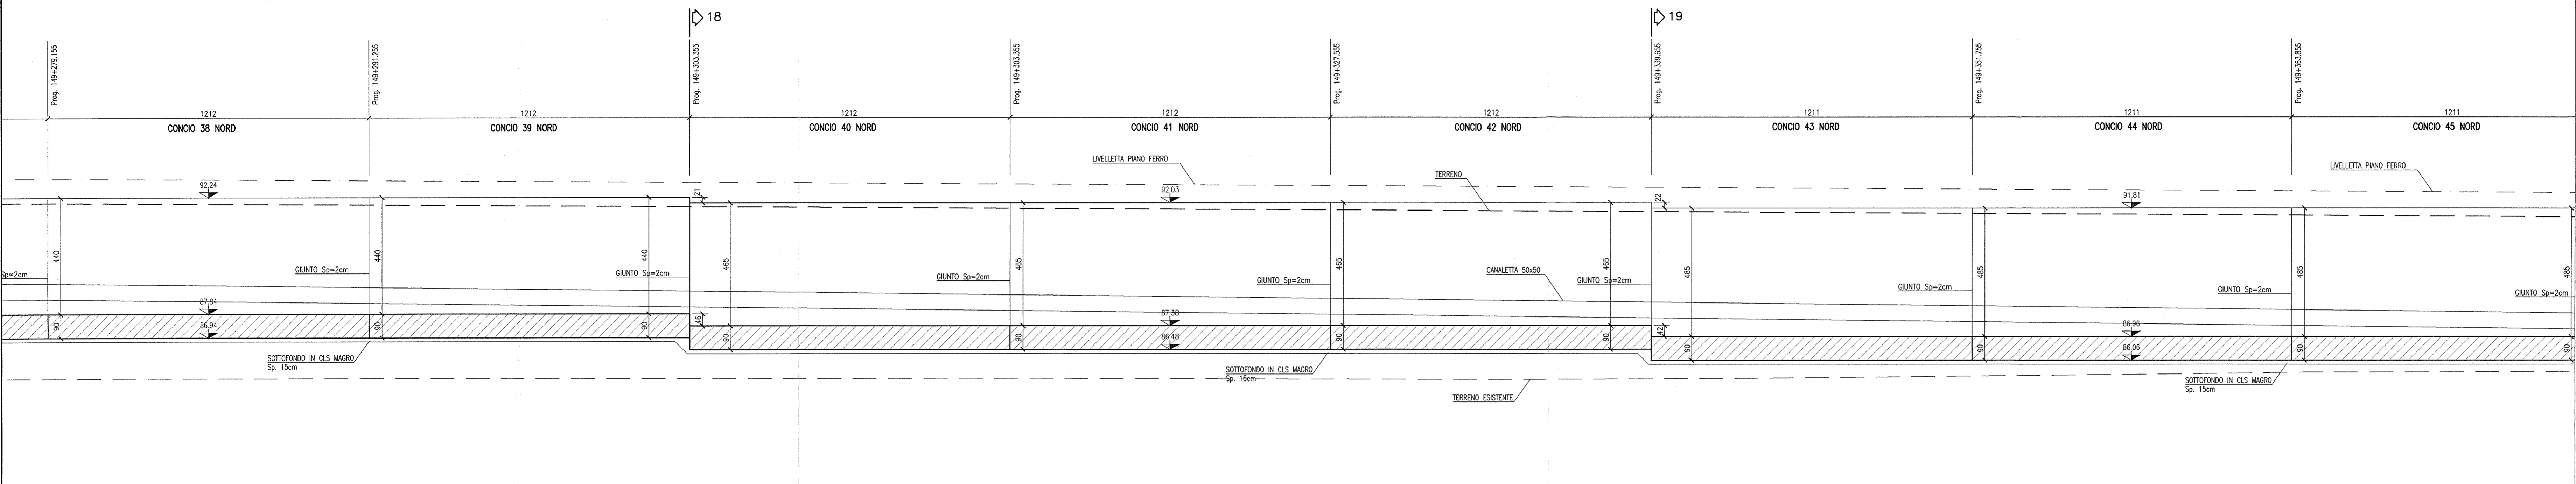 18
19
Prog. 149+279.155
Prog. 149+291.255
Prog. 149+303.355
Prog. 149+303.355
Prog. 149+327.555
Prog. 149+339.655
Prog. 149+351.755
Prog. 149+363.855
1212
1212
1212
1212
1212
1211
1211
1211
CONCIO 38 NORD
CONCIO 39 NORD
CONCIO 40 NORD
CONCIO 41 NORD
CONCIO 42 NORD
CONCIO 43 NORD
CONCIO 44 NORD
CONCIO 45 NORD
LIVELLETTA PIANO FERRO
LIVELLETTA PIANO FERRO
TERRENO
92,24
21
92,03
22
91,81
440
440
440
465
465
465
465
485
485
485
485
Sp=2cm
GIUNTO Sp=2cm
GIUNTO Sp=2cm
GIUNTO Sp=2cm
GIUNTO Sp=2cm
CANALETTA 50x50
GIUNTO Sp=2cm
GIUNTO Sp=2cm
GIUNTO Sp=2cm
GIUNTO Sp=2cm
87,84
46
87,38
42
86,96
90
86,94
90
90
90
90
86,48
90
90
90
90
86,06
90
90
SOTTOFONDO IN CLS MAGRO
Sp. 15cm
SOTTOFONDO IN CLS MAGRO
Sp. 15cm
SOTTOFONDO IN CLS MAGRO
Sp. 15cm
TERRENO ESISTENTE